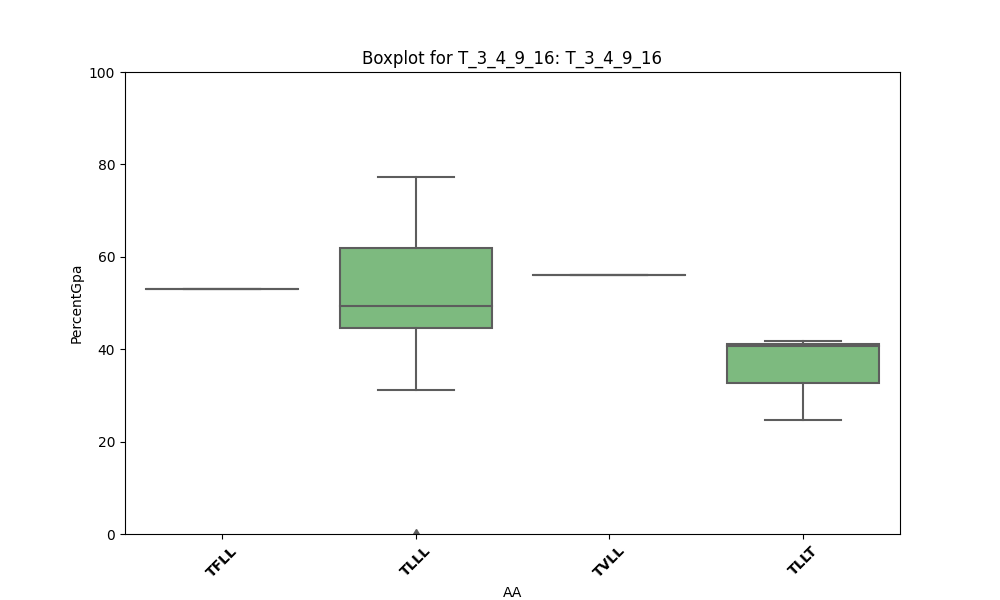 Boxplot for T_3_4_9_16: T_3_4_9_16
100
80
60
40
20
0
PercentGpa
TFLL
TLLL
TVLL
TLLT
AA